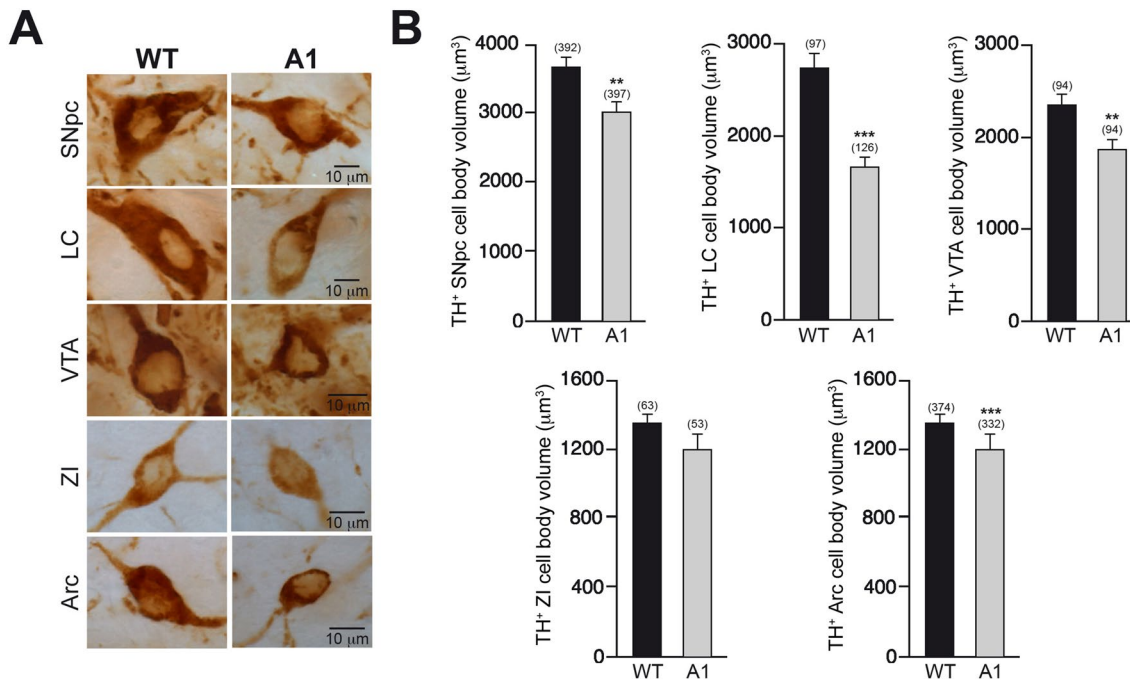 A
WT A1
SNpc
10 μm
LC
10 μm
VTA
10 μm
ZI
10 μm
Arc
10 μm
B
TH⁺ SNpc cell body volume (μm³)
4000
3000
2000
1000
0
(392)
**
(397)
WT A1
TH⁺ LC cell body volume (μm³)
3000
2000
1000
0
(97)
***
(126)
WT A1
TH⁺ VTA cell body volume (μm³)
3000
2000
1000
0
(94)
**
(94)
WT A1
TH⁺ ZI cell body volume (μm³)
1600
1200
800
400
0
(63)
(53)
WT A1
TH⁺ Arc cell body volume (μm³)
1600
1200
800
400
0
(374)
***
(332)
WT A1